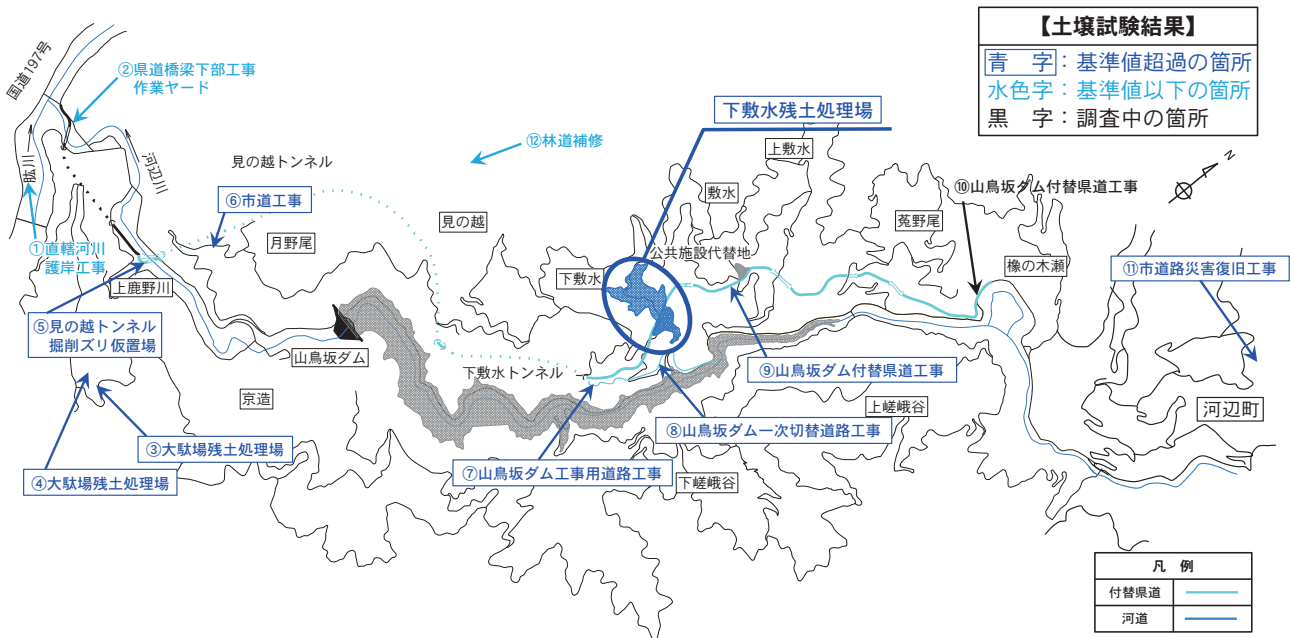 【土壌試験結果】
青　字：基準値超過の箇所
水色字：基準値以下の箇所
黒　字：調査中の箇所
国道197号
②県道橋梁下部工事
作業ヤード
肱川
河辺川
①直轄河川
護岸工事
見の越トンネル
⑥市道工事
月野尾
⑫林道補修
見の越
下敷水残土処理場
上敷水
敷水
公共施設代替地
下敷水
⑩山鳥坂ダム付替県道工事
菟野尾
橡の木瀬
N
⑪市道路災害復旧工事
上鹿野川
⑤見の越トンネル
掘削ズリ仮置場
山鳥坂ダム
下敷水トンネル
⑨山鳥坂ダム付替県道工事
京造
上嵯峨谷
河辺町
③大駄場残土処理場
⑧山鳥坂ダム一次切替道路工事
④大駄場残土処理場
⑦山鳥坂ダム工事用道路工事
下嵯峨谷
凡　例
付替県道
河道